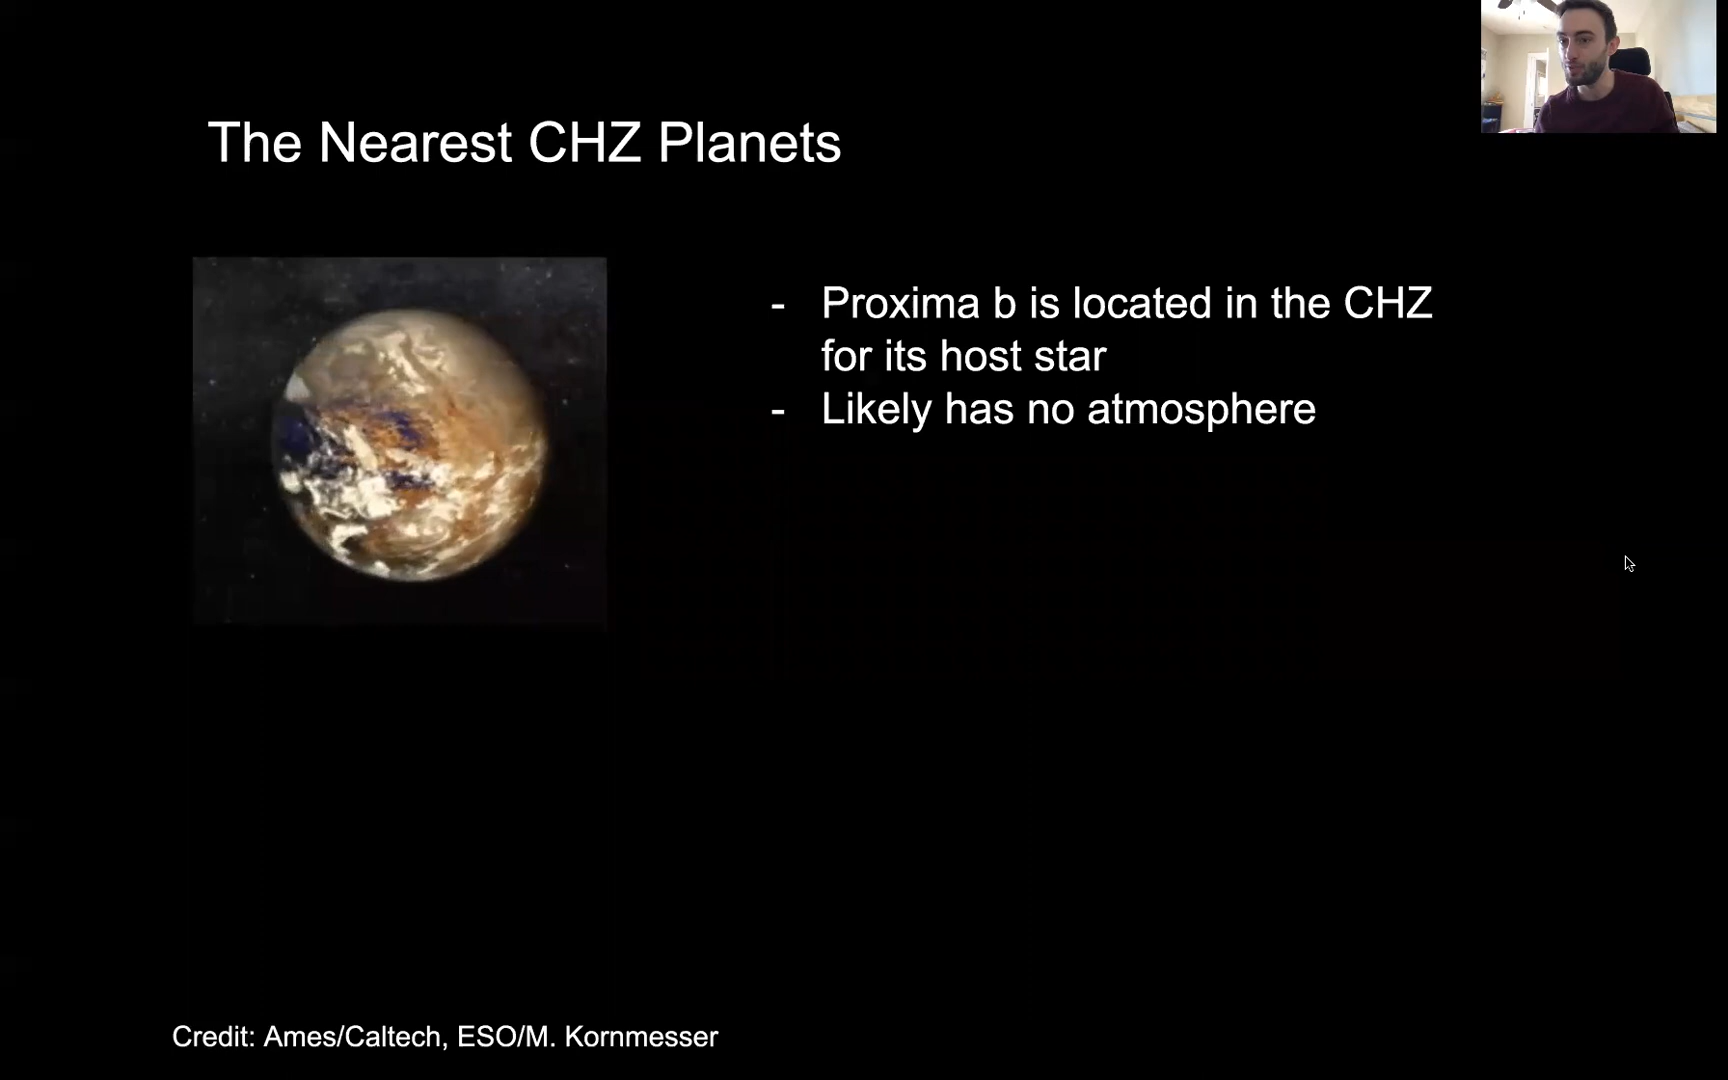 The Nearest CHZ Planets
- Proxima b is located in the CHZ
for its host star
- Likely has no atmosphere
Credit: Ames/Caltech, ESO/M. Kornmesser